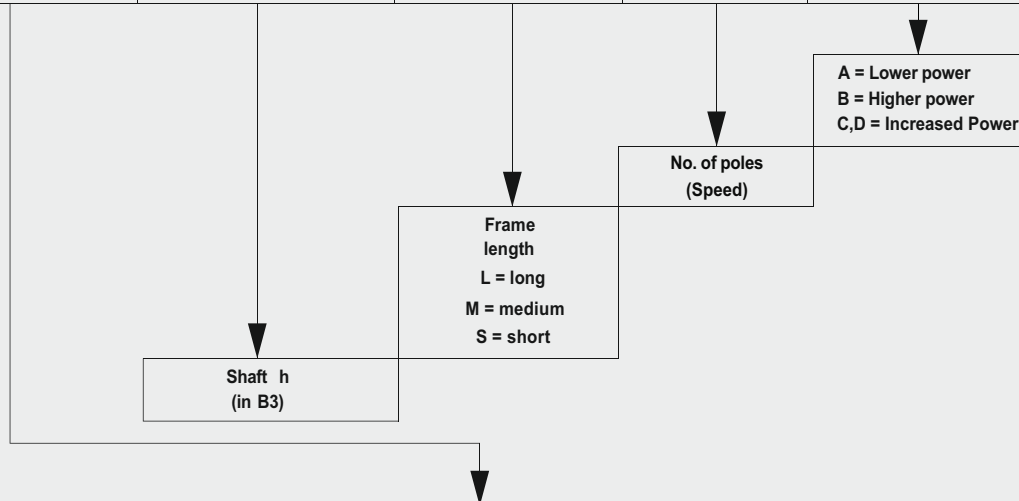 A = Lower power
B = Higher power
C,D = Increased Power
No. of poles
(Speed)
Frame
length
L = long
M = medium
S = short
Shaft h
(in B3)